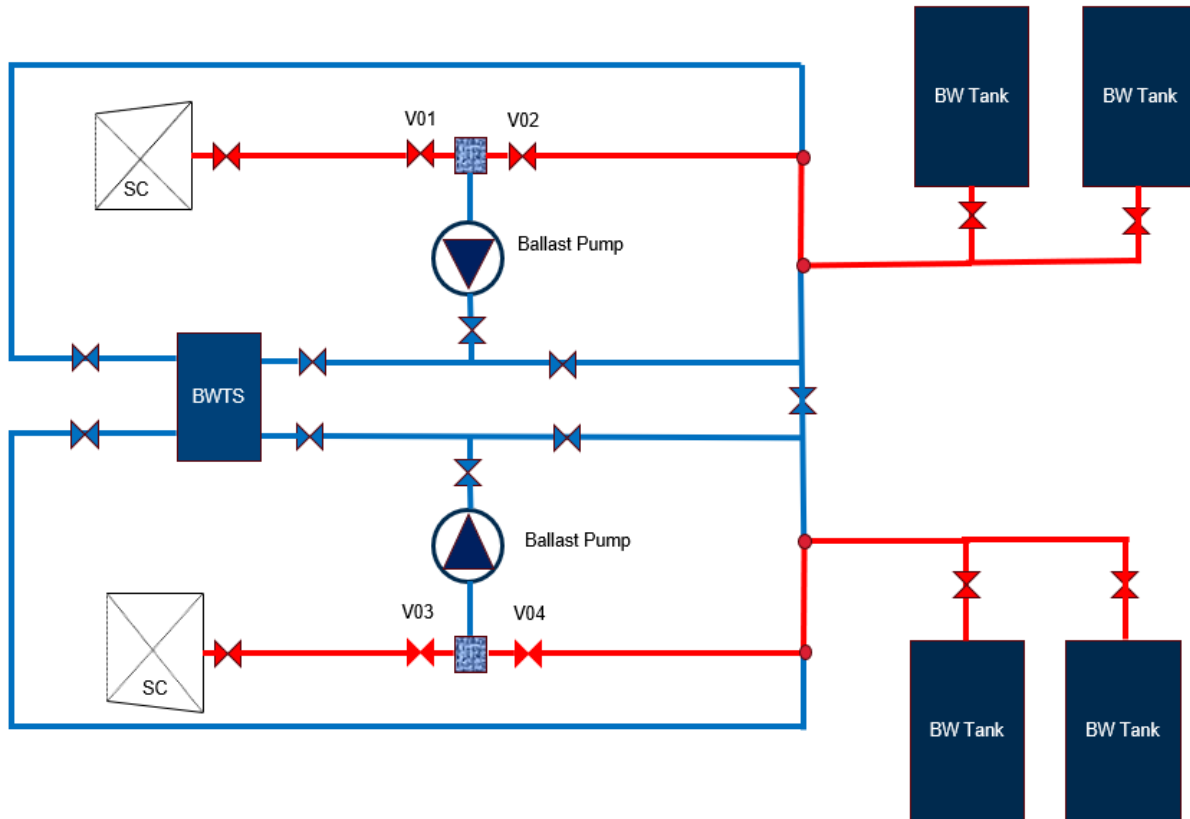 BW Tank
BW Tank
V01
V02
SC
Ballast Pump
BWTS
Ballast Pump
V03
V04
SC
BW Tank
BW Tank